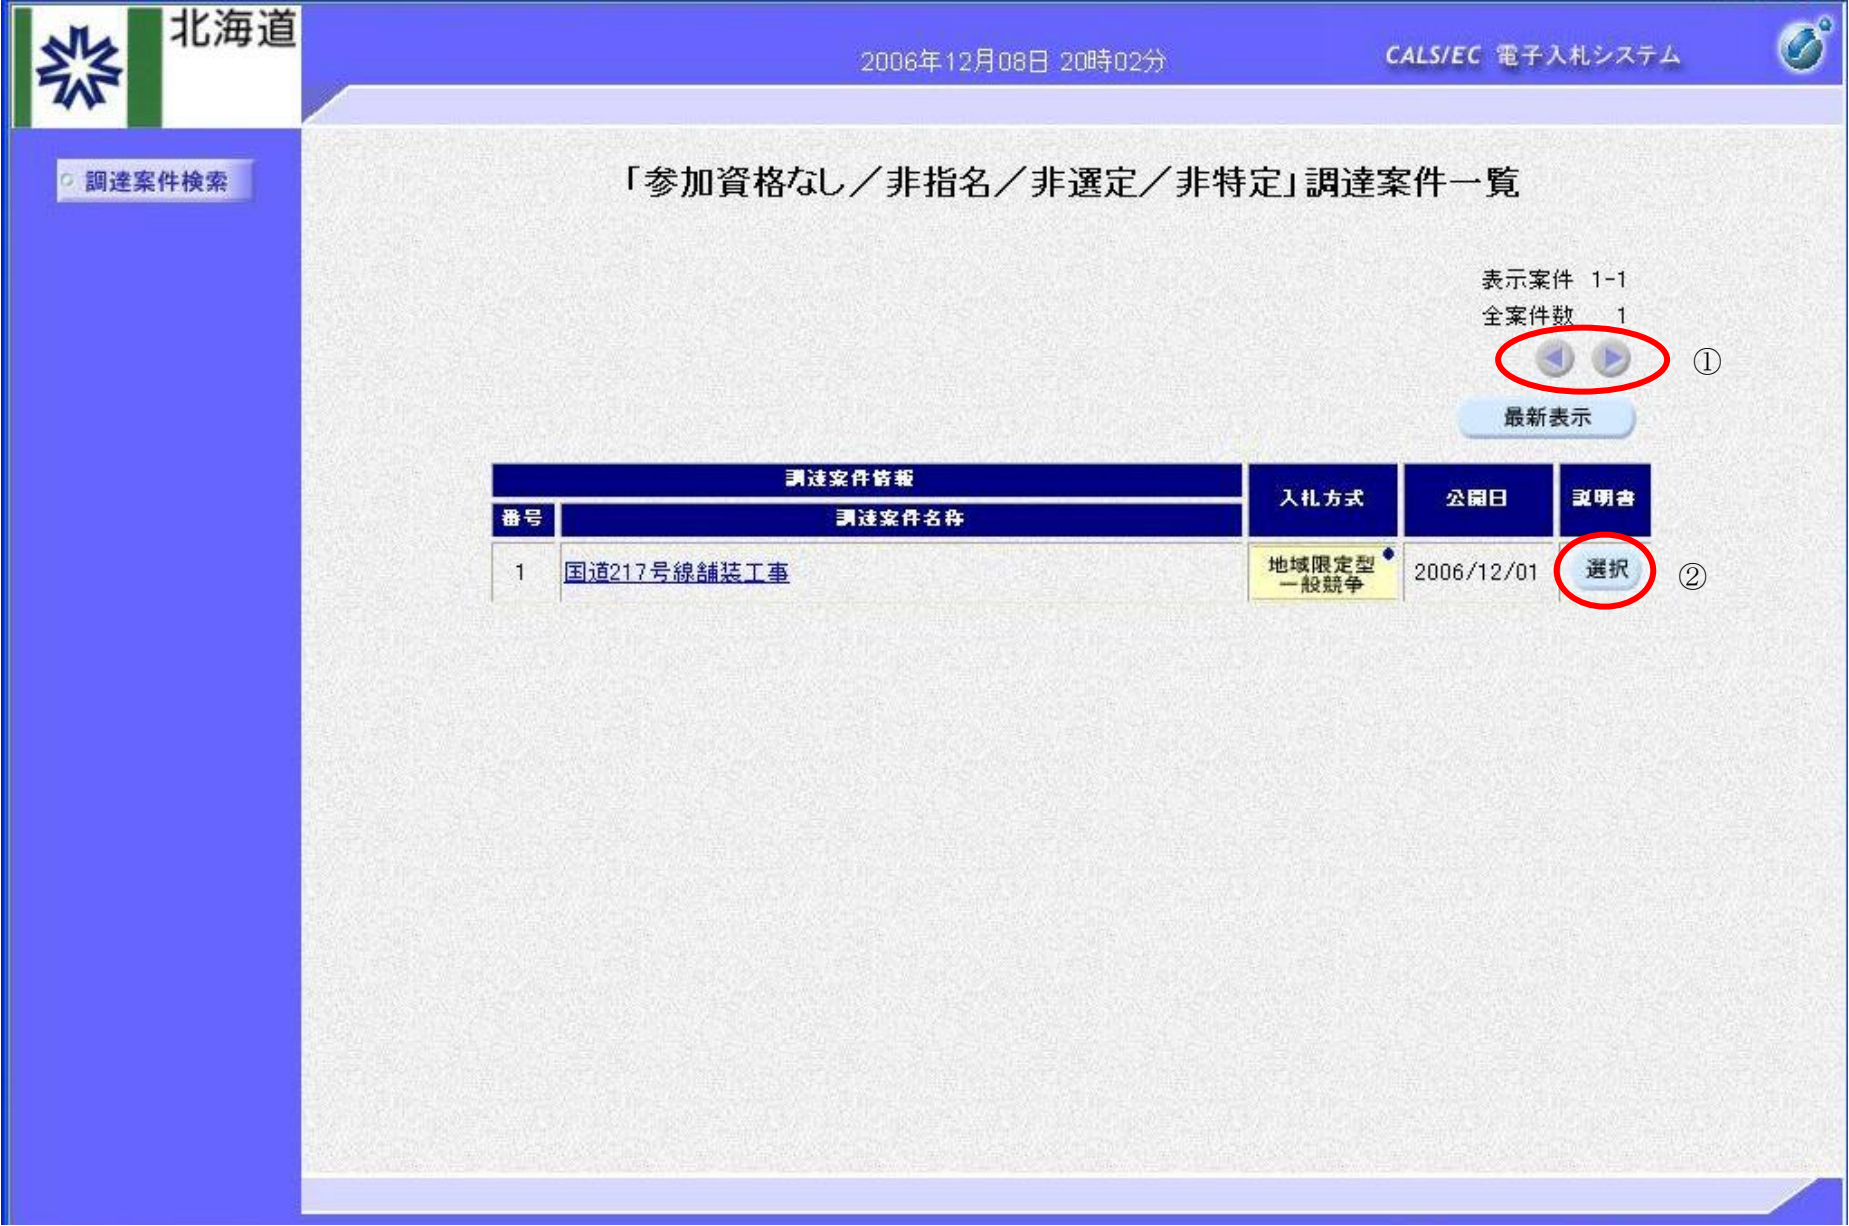 北海道
2006年12月08日 20時02分
CALS/EC 電子入札システム
調達案件検索
「参加資格なし／非指名／非選定／非特定」調達案件一覧
表示案件 1-1
全案件数 1
①
最新表示
調達案件情報
入札方式
公開日
説明書
番号
調達案件名称
1
国道217号線舗装工事
地域限定型
一般競争
2006/12/01
選択
②